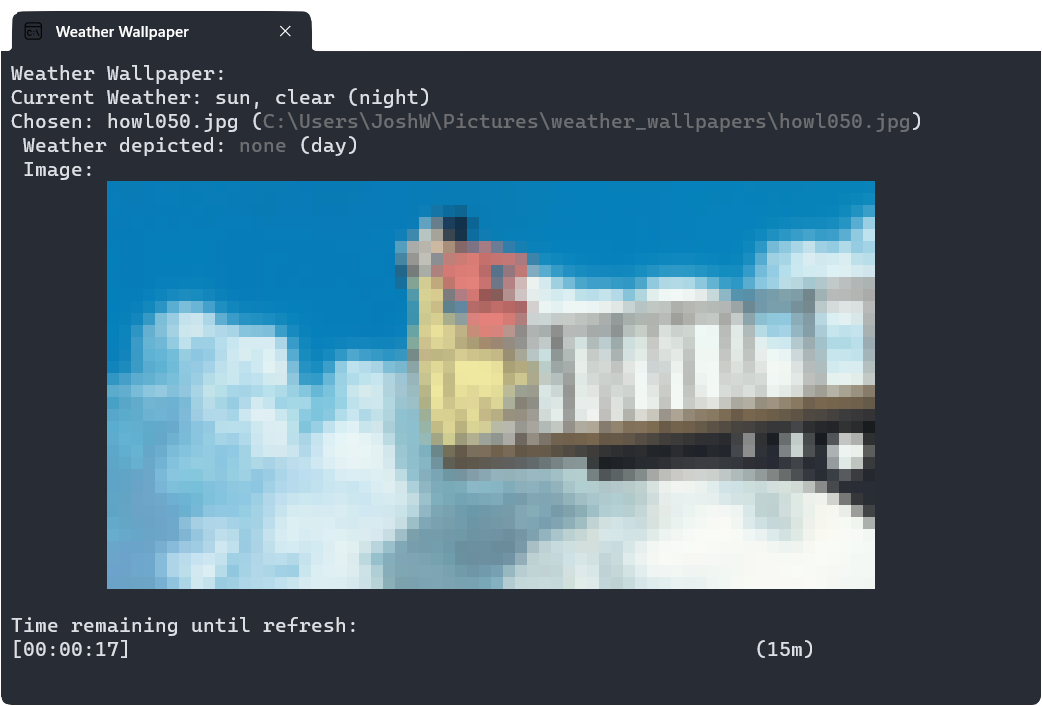 Weather Wallpaper
Weather Wallpaper:
Current Weather: sun, clear (night)
Chosen: howl050.jpg (C:\Users\JoshW\Pictures\weather_wallpapers\howl050.jpg)
Weather depicted: none (day)
Image:
Time remaining until refresh:
[00:00:17] (15m)